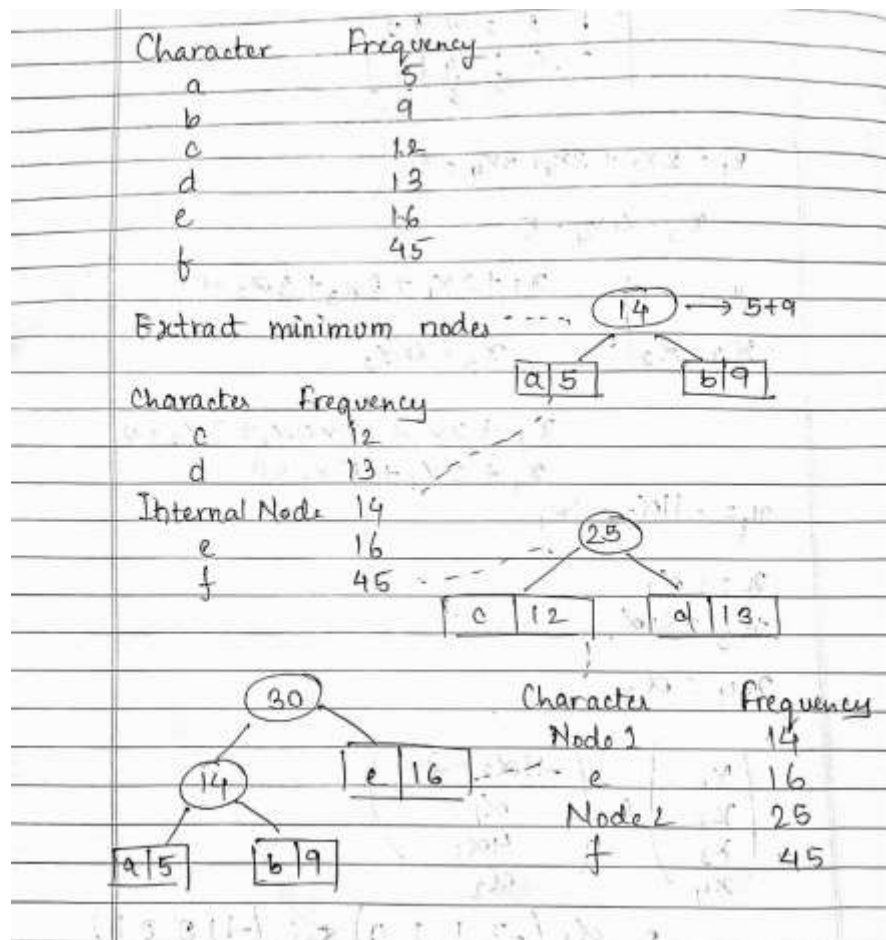 Character Frequency
a 5
b 9
c 12
d 13
e 16
f 45
Extract minimum nodes 14 → 5+9
a 5 b 9
Character Frequency
c 12
d 13
Internal Node 14
e 16
f 45
25
c 12 d 13
30
14 e 16
a 5 b 9
Character Frequency
Node 1 14
e 16
Node 2 25
f 45